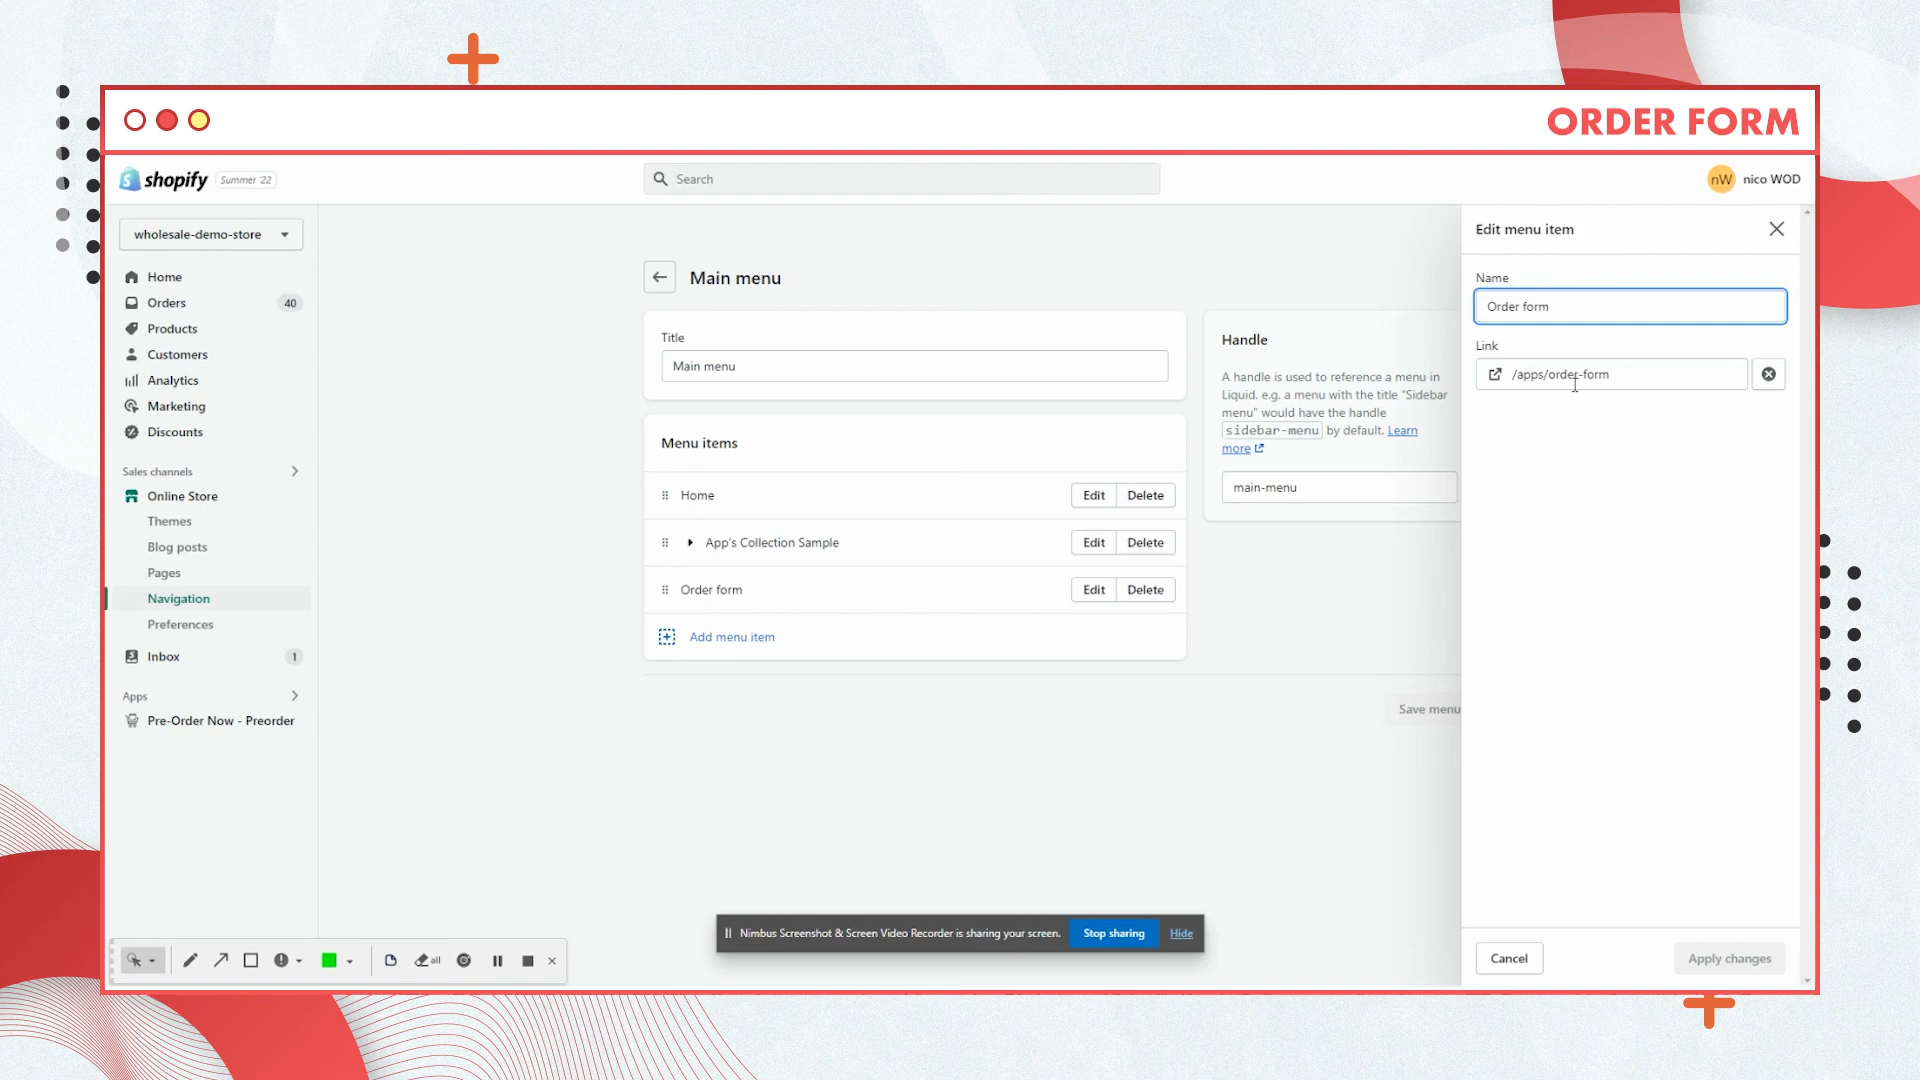 ORDER FORM
shopify
Summer '22
Search
nW
nico WOD
wholesale-demo-store
Home
Orders
40
Products
Customers
Analytics
Marketing
Discounts
Sales channels
Online Store
Themes
Blog posts
Pages
Navigation
Preferences
Inbox
1
Apps
Pre-Order Now - Preorder
Main menu
Title
Main menu
Menu items
Home
Edit
Delete
App's Collection Sample
Edit
Delete
Order form
Edit
Delete
Add menu item
Handle
A handle is used to reference a menu in
Liquid. e.g. a menu with the title "Sidebar
menu" would have the handle
sidebar-menu by default. Learn
more
main-menu
Save menu
Edit menu item
Name
Order form
Link
/apps/order-form
Cancel
Apply changes
Nimbus Screenshot & Screen Video Recorder is sharing your screen.
Stop sharing
Hide
all